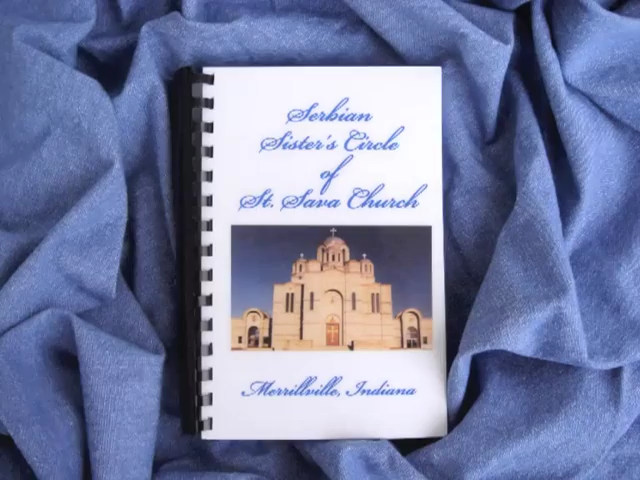 Serbian
Sister's Circle
of
St. Sava Church
Merrillville, Indiana